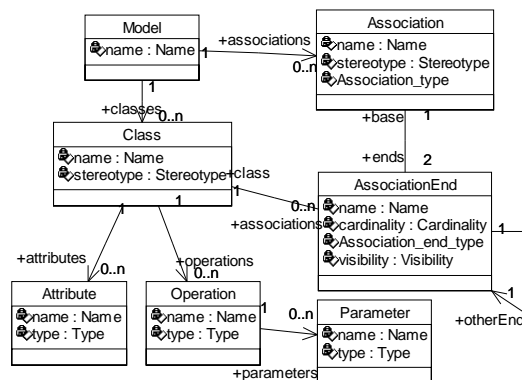 Model
name : Name
1
+associations
0..n
Association
name : Name
stereotype : Stereotype
Association_type
1
+classes
0..n
+base
1
+ends
2
Class
name : Name
stereotype : Stereotype
+class
1
0..n
+associations
AssociationEnd
name : Name
cardinality : Cardinality
Association_end_type
visibility : Visibility
1
1
+otherEnd
1
+attributes
0..n
1
+operations
0..n
Attribute
name : Name
type : Type
Operation
name : Name
type : Type
1
0..n
+parameters
Parameter
name : Name
type : Type